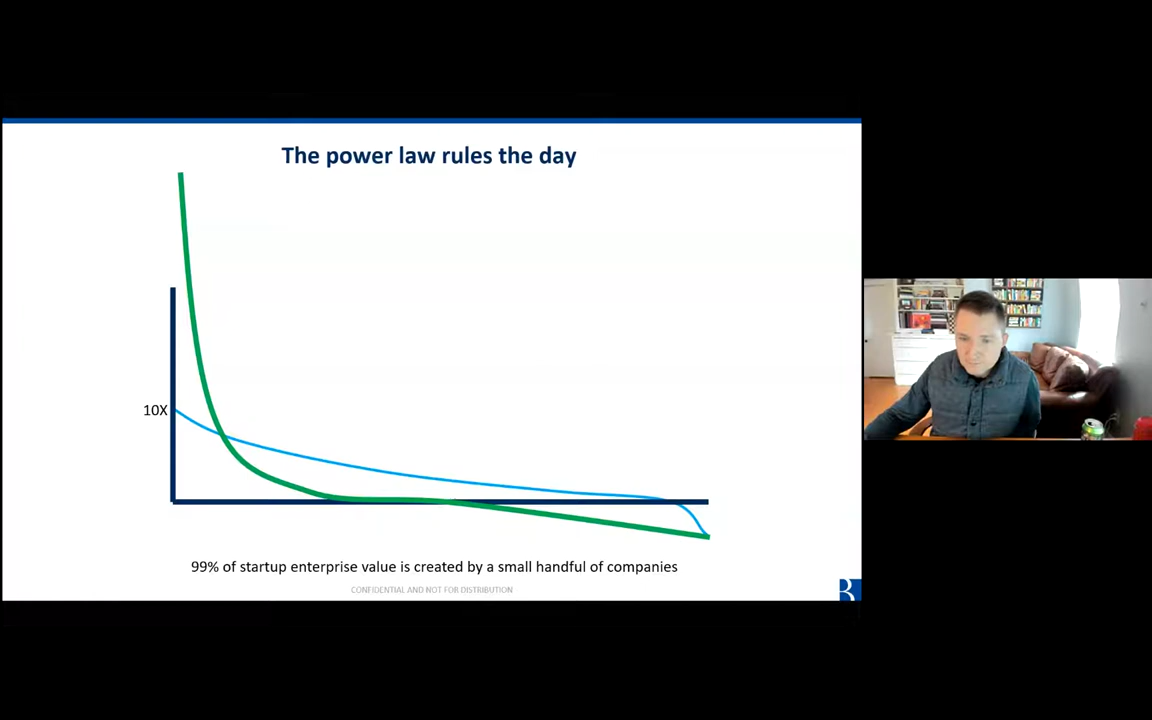 The power law rules the day
10X
99% of startup enterprise value is created by a small handful of companies
CONFIDENTIAL AND NOT FOR DISTRIBUTION